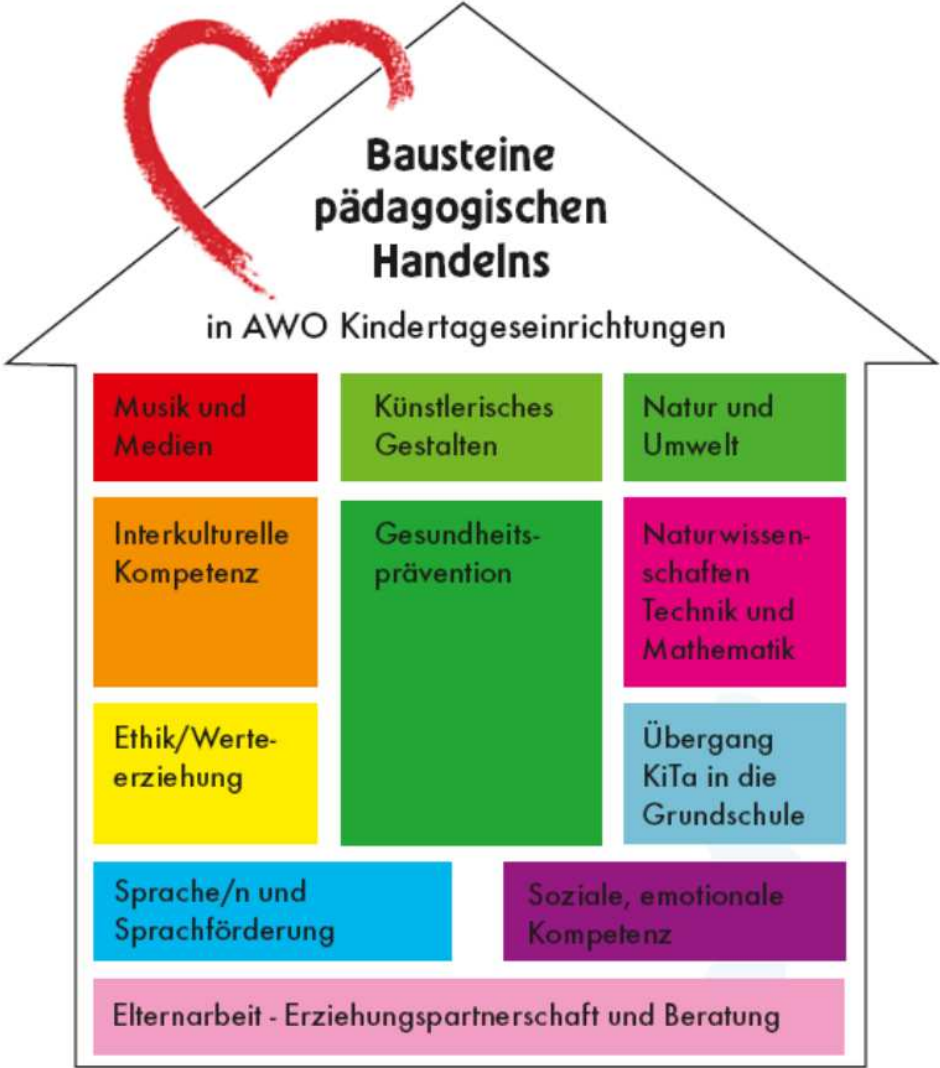 Bausteine
pädagogischen
Handelns
in AWO Kindertageseinrichtungen
Musik und
Medien
Künstlerisches
Gestalten
Natur und
Umwelt
Interkulturelle
Kompetenz
Gesundheits-
prävention
Naturwissen-
schaften
Technik und
Mathematik
Ethik/Werte-
erziehung
Übergang
KiTa in die
Grundschule
Sprache/n und
Sprachförderung
Soziale, emotionale
Kompetenz
Elternarbeit - Erziehungspartnerschaft und Beratung